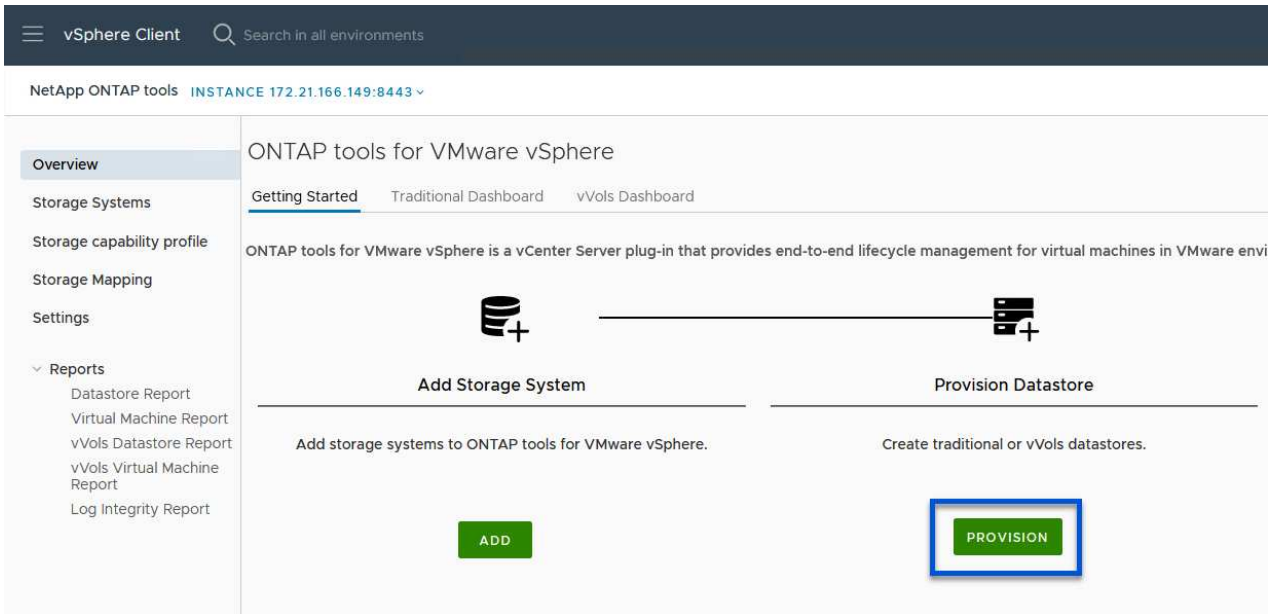 vSphere Client
Search in all environments
NetApp ONTAP tools INSTANCE 172.21.166.149:8443
Overview
Storage Systems
Storage capability profile
Storage Mapping
Settings
Reports
Datastore Report
Virtual Machine Report
vVols Datastore Report
vVols Virtual Machine
Report
Log Integrity Report
ONTAP tools for VMware vSphere
Getting Started Traditional Dashboard vVols Dashboard
ONTAP tools for VMware vSphere is a vCenter Server plug-in that provides end-to-end lifecycle management for virtual machines in VMware envi
Add Storage System
Add storage systems to ONTAP tools for VMware vSphere.
ADD
Provision Datastore
Create traditional or vVols datastores.
PROVISION